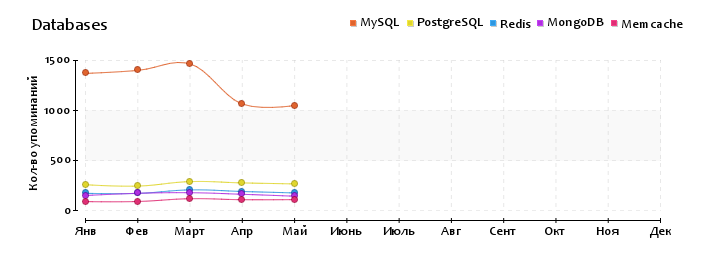 Databases
MySQL PostgreSQL Redis MongoDB Memcache
Кол-во упоминаний
1500
1000
500
0
Янв Фев Март Апр Май Июнь Июль Авг Сент Окт Ноя Дек